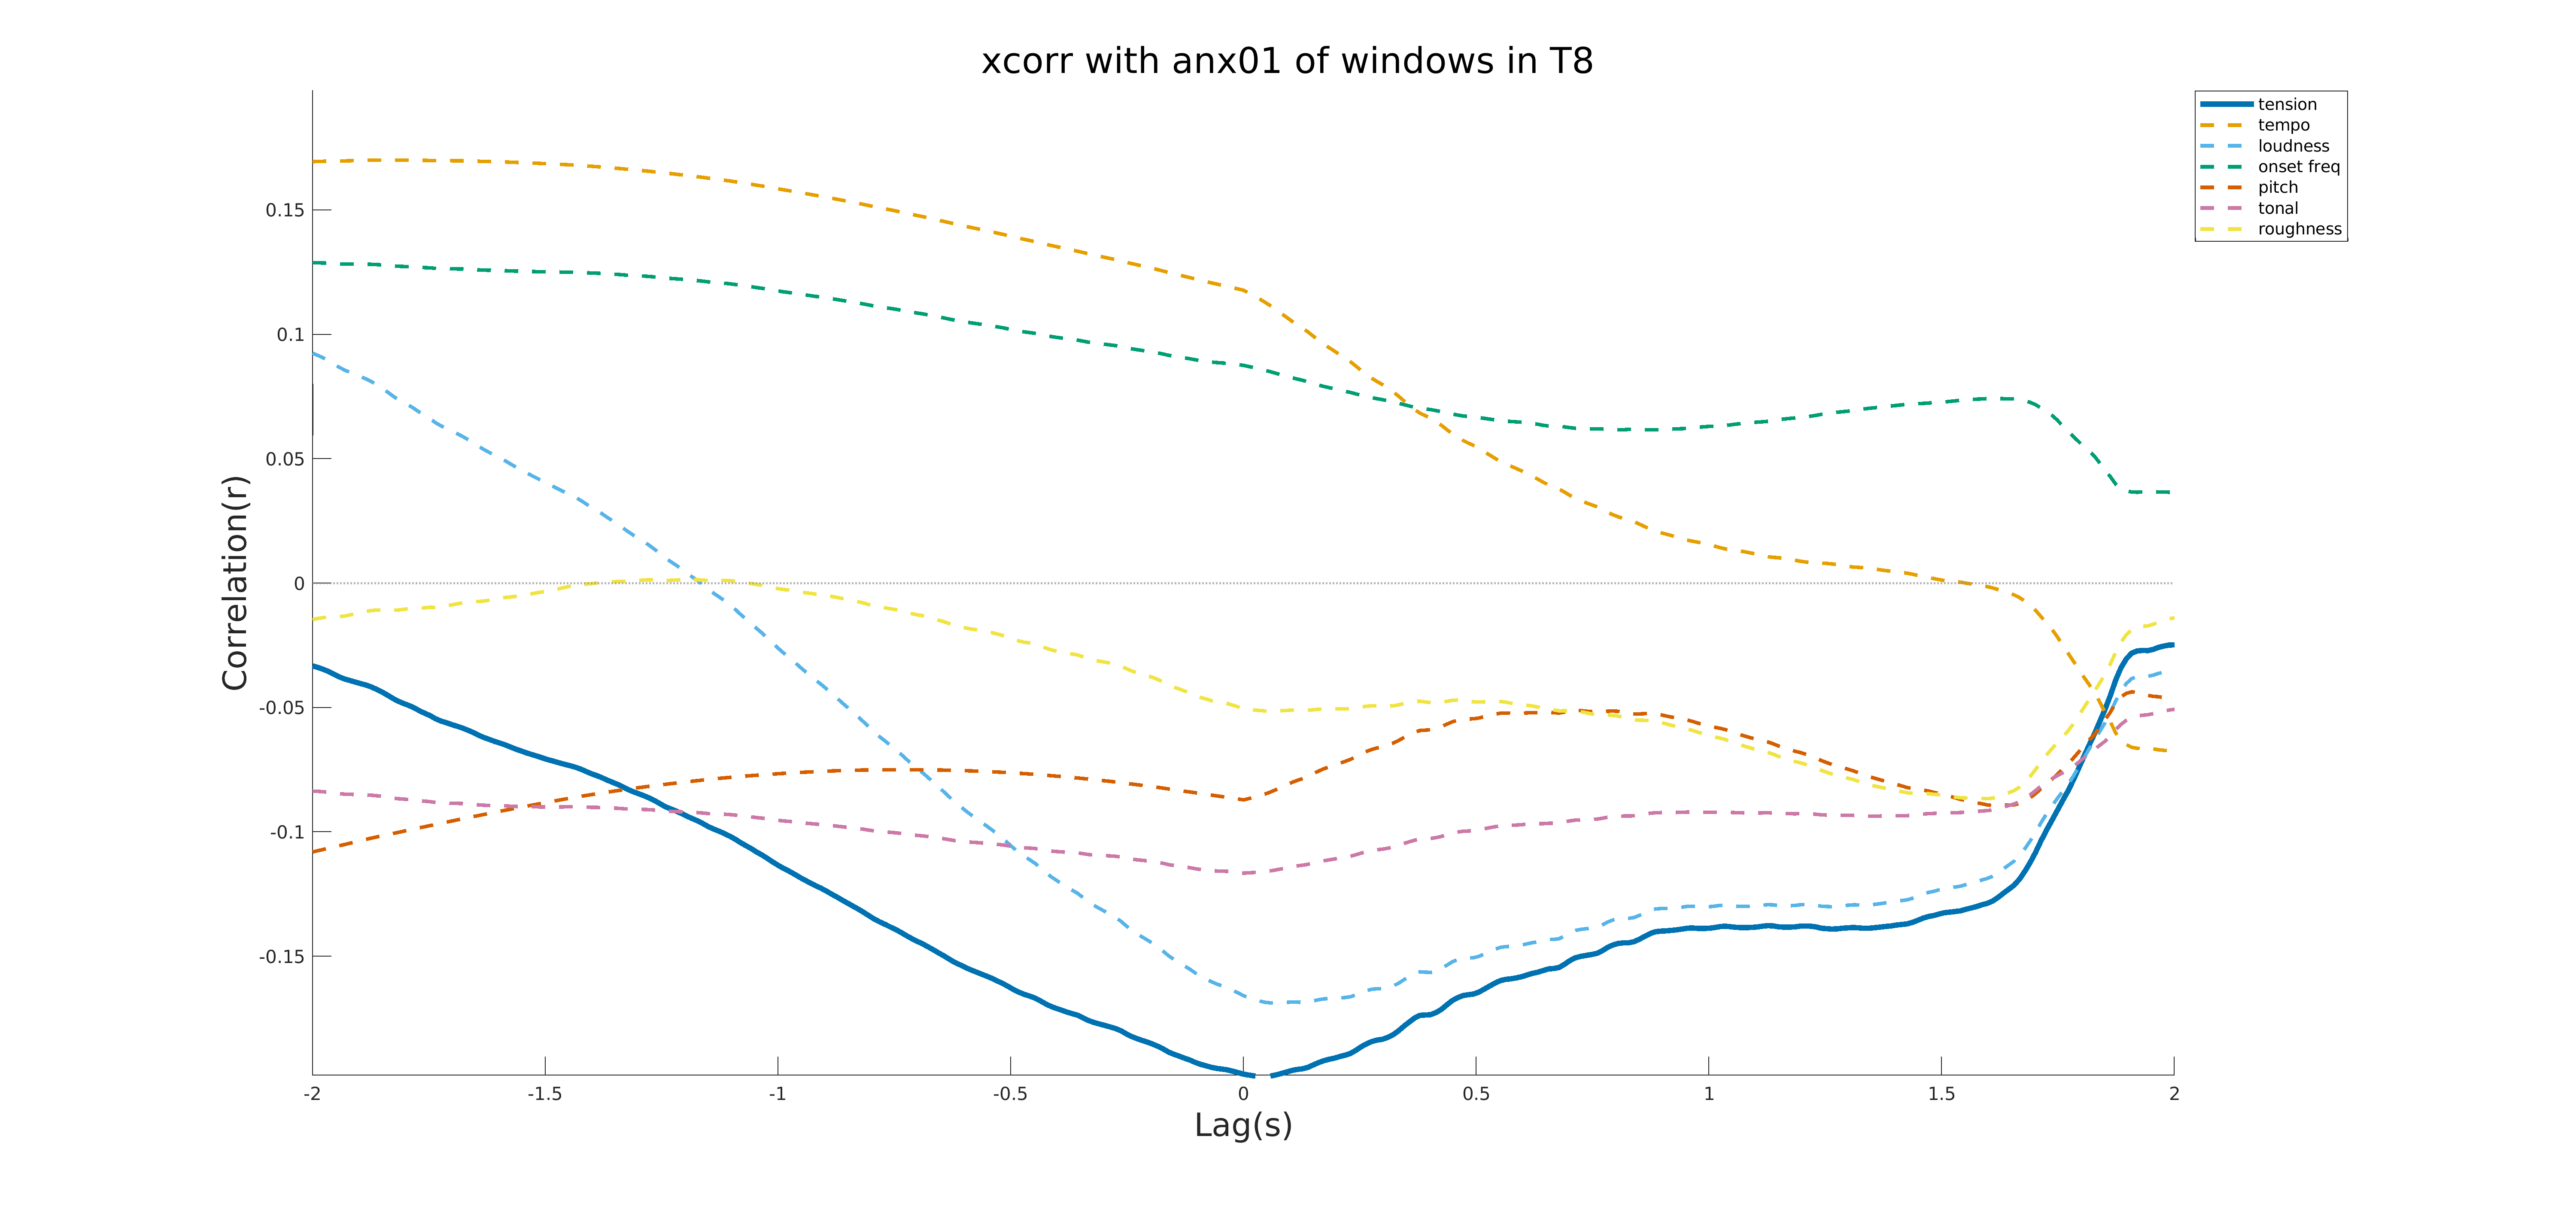 xcorr with anx01 of windows in T8
tension
tempo
loudness
onset freq
pitch
tonal
roughness
Correlation(r)
0.15
0.1
0.05
0
-0.05
-0.1
-0.15
-2 -1.5 -1 -0.5 0 0.5 1 1.5 2
Lag(s)